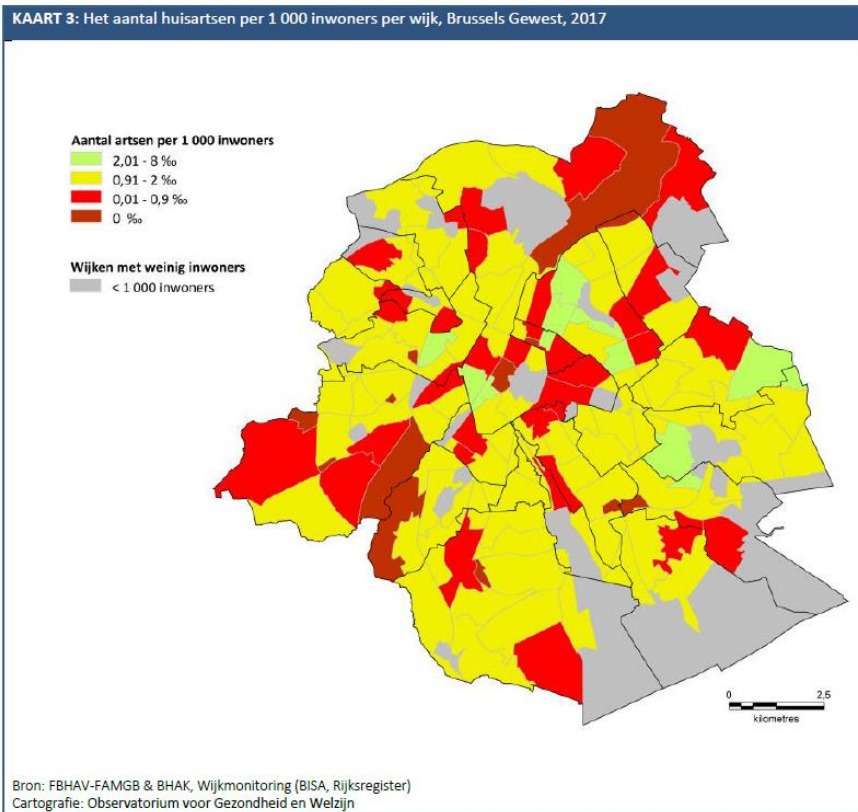 KAART 3: Het aantal huisartsen per 1 000 inwoners per wijk, Brussels Gewest, 2017
Aantal artsen per 1 000 inwoners
2,01 - 8 ‰
0,91 - 2 ‰
0,01 - 0,9 ‰
0 ‰
Wijken met weinig inwoners
< 1 000 inwoners
0 2,5
kilometres
Bron: FBHAV-FAMGB & BHAK, Wijkmonitoring (BISA, Rijksregister)
Cartografie: Observatorium voor Gezondheid en Welzijn